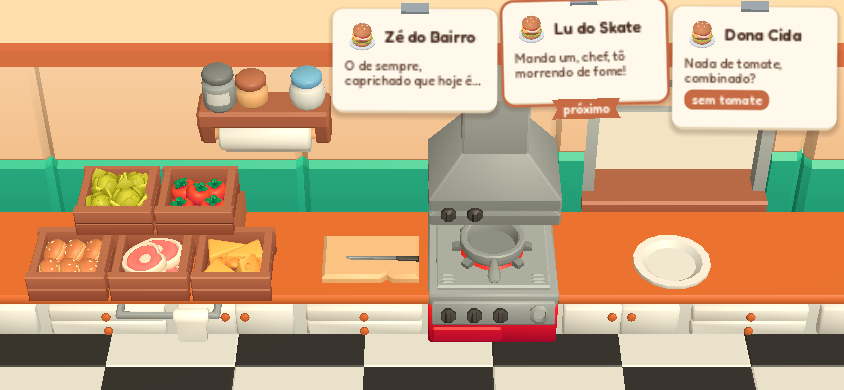 Zé do Bairro
O de sempre,
caprichado que hoje é...
Lu do Skate
Manda um, chef, tô
morrendo de fome!
próximo
Dona Cida
Nada de tomate,
combinado?
sem tomate